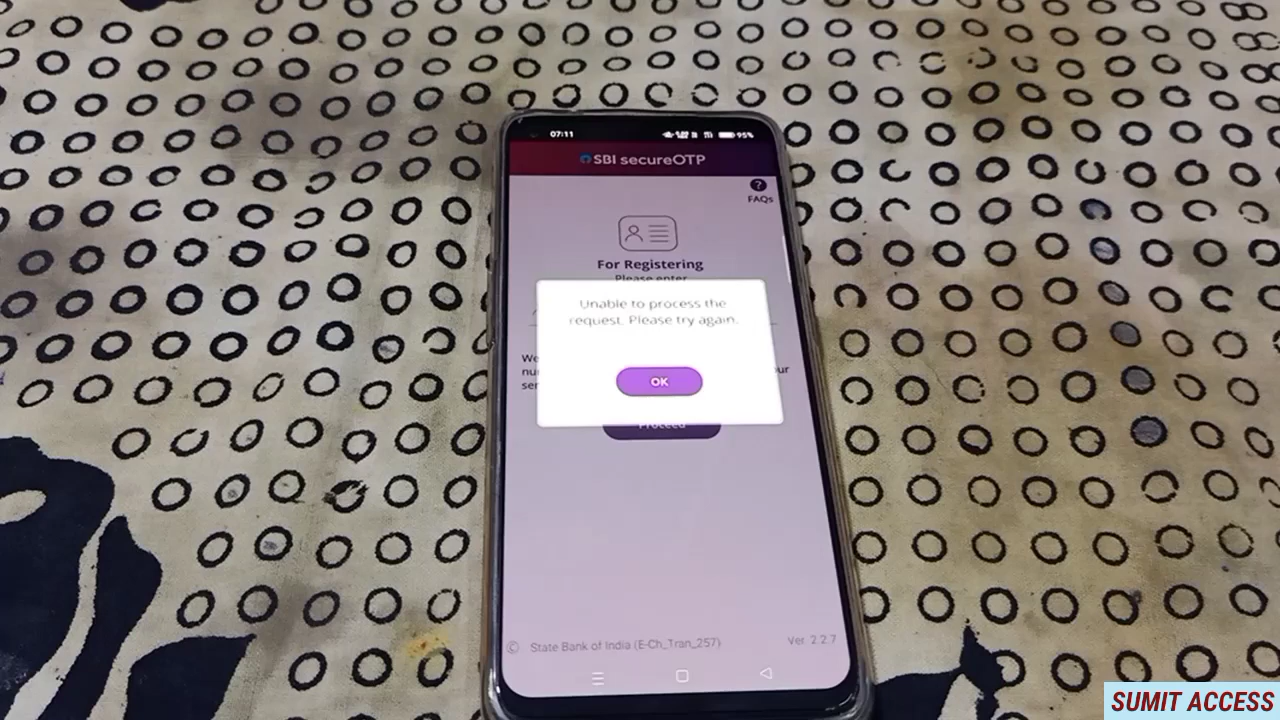 07:11
95%
SBI secureOTP
?
FAQs
For Registering
Please enter
Unable to process the
request. Please try again.
We
OK
Proceed
© State Bank of India (E-Ch_Tran_257)
Ver. 2.2.7
SUMIT ACCESS